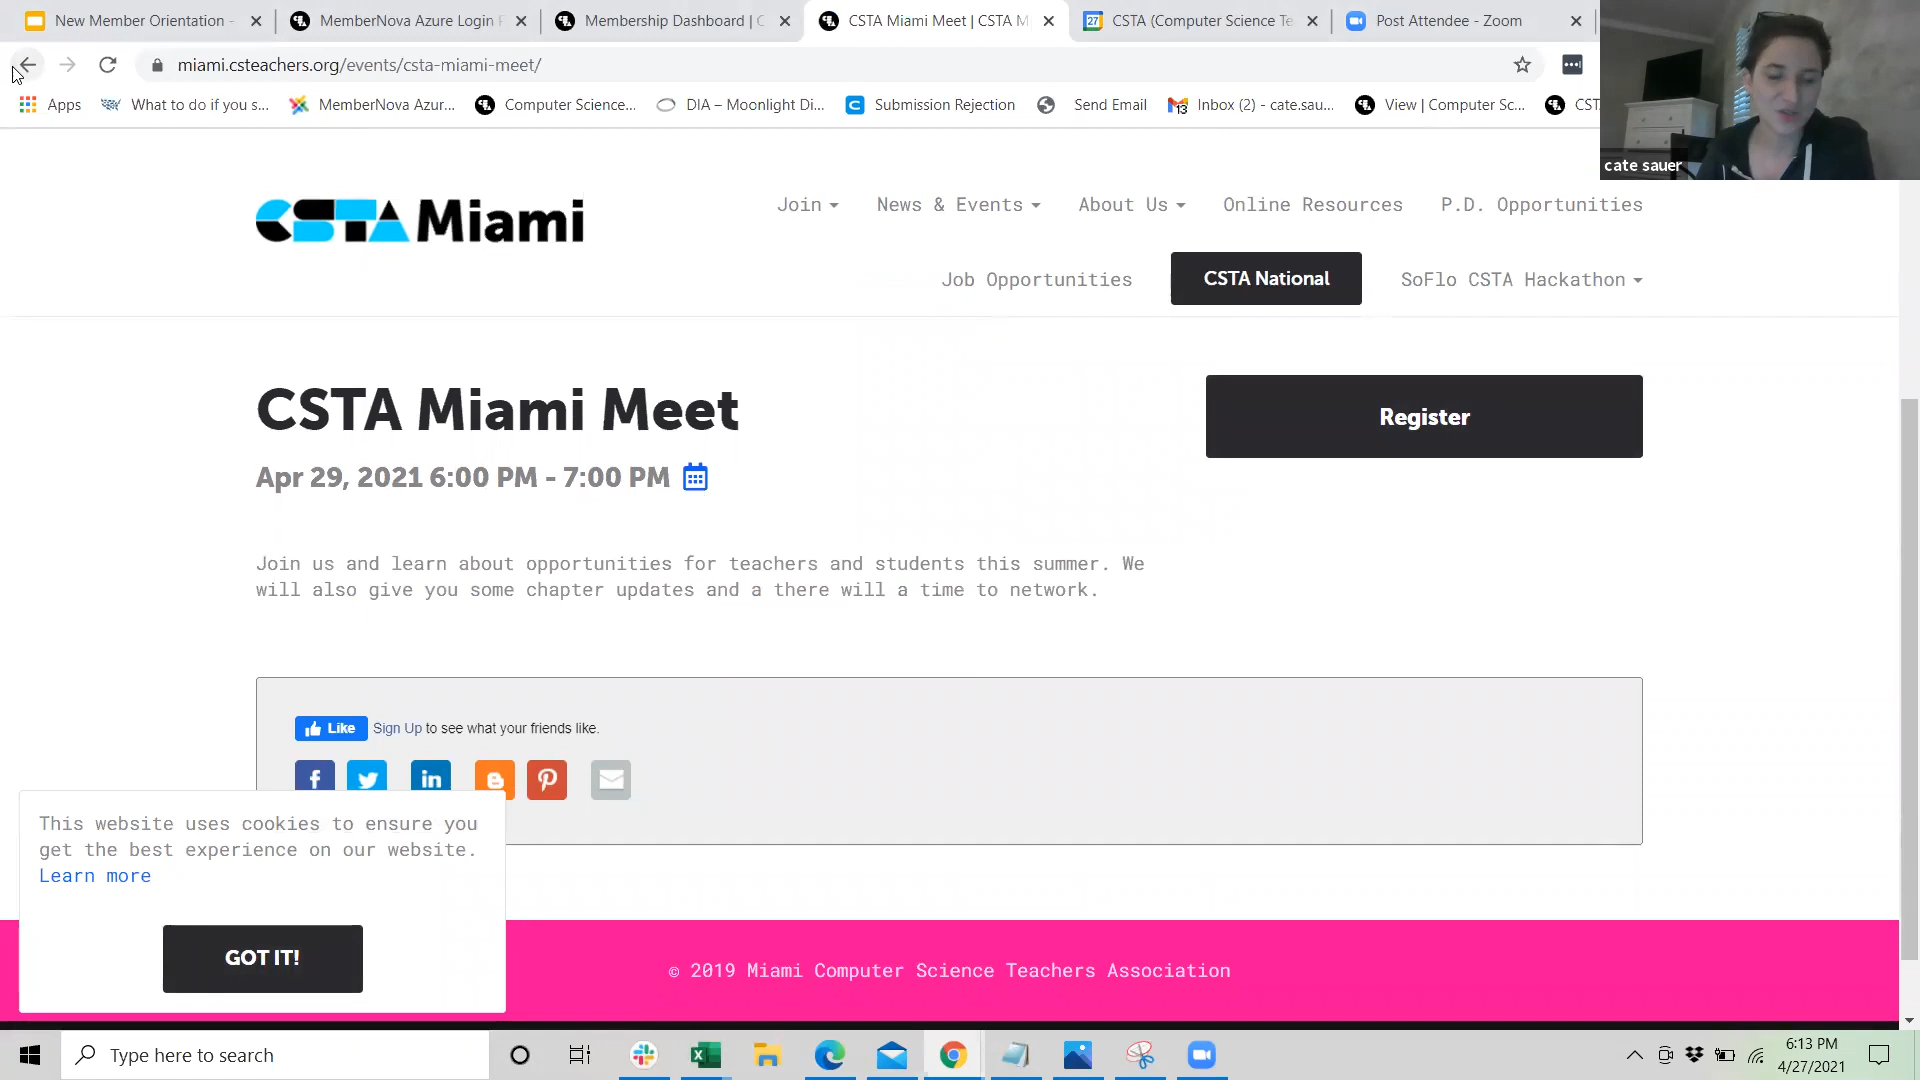 New Member Orientation -
MemberNova Azure Login
Membership Dashboard | C
CSTA Miami Meet | CSTA M
CSTA (Computer Science Te
Post Attendee - Zoom
miami.csteachers.org/events/csta-miami-meet/
Apps
What to do if you s...
MemberNova Azur...
Computer Science...
DIA – Moonlight Di...
Submission Rejection
Send Email
Inbox (2) - cate.sau...
View | Computer Sc...
CST
cate sauer
CSTA Miami
Join
News & Events
About Us
Online Resources
P.D. Opportunities
Job Opportunities
CSTA National
SoFlo CSTA Hackathon
CSTA Miami Meet
Register
Apr 29, 2021 6:00 PM - 7:00 PM
Join us and learn about opportunities for teachers and students this summer. We
will also give you some chapter updates and a there will a time to network.
Like
Sign Up to see what your friends like.
This website uses cookies to ensure you
get the best experience on our website.
Learn more
GOT IT!
© 2019 Miami Computer Science Teachers Association
Type here to search
6:13 PM
4/27/2021